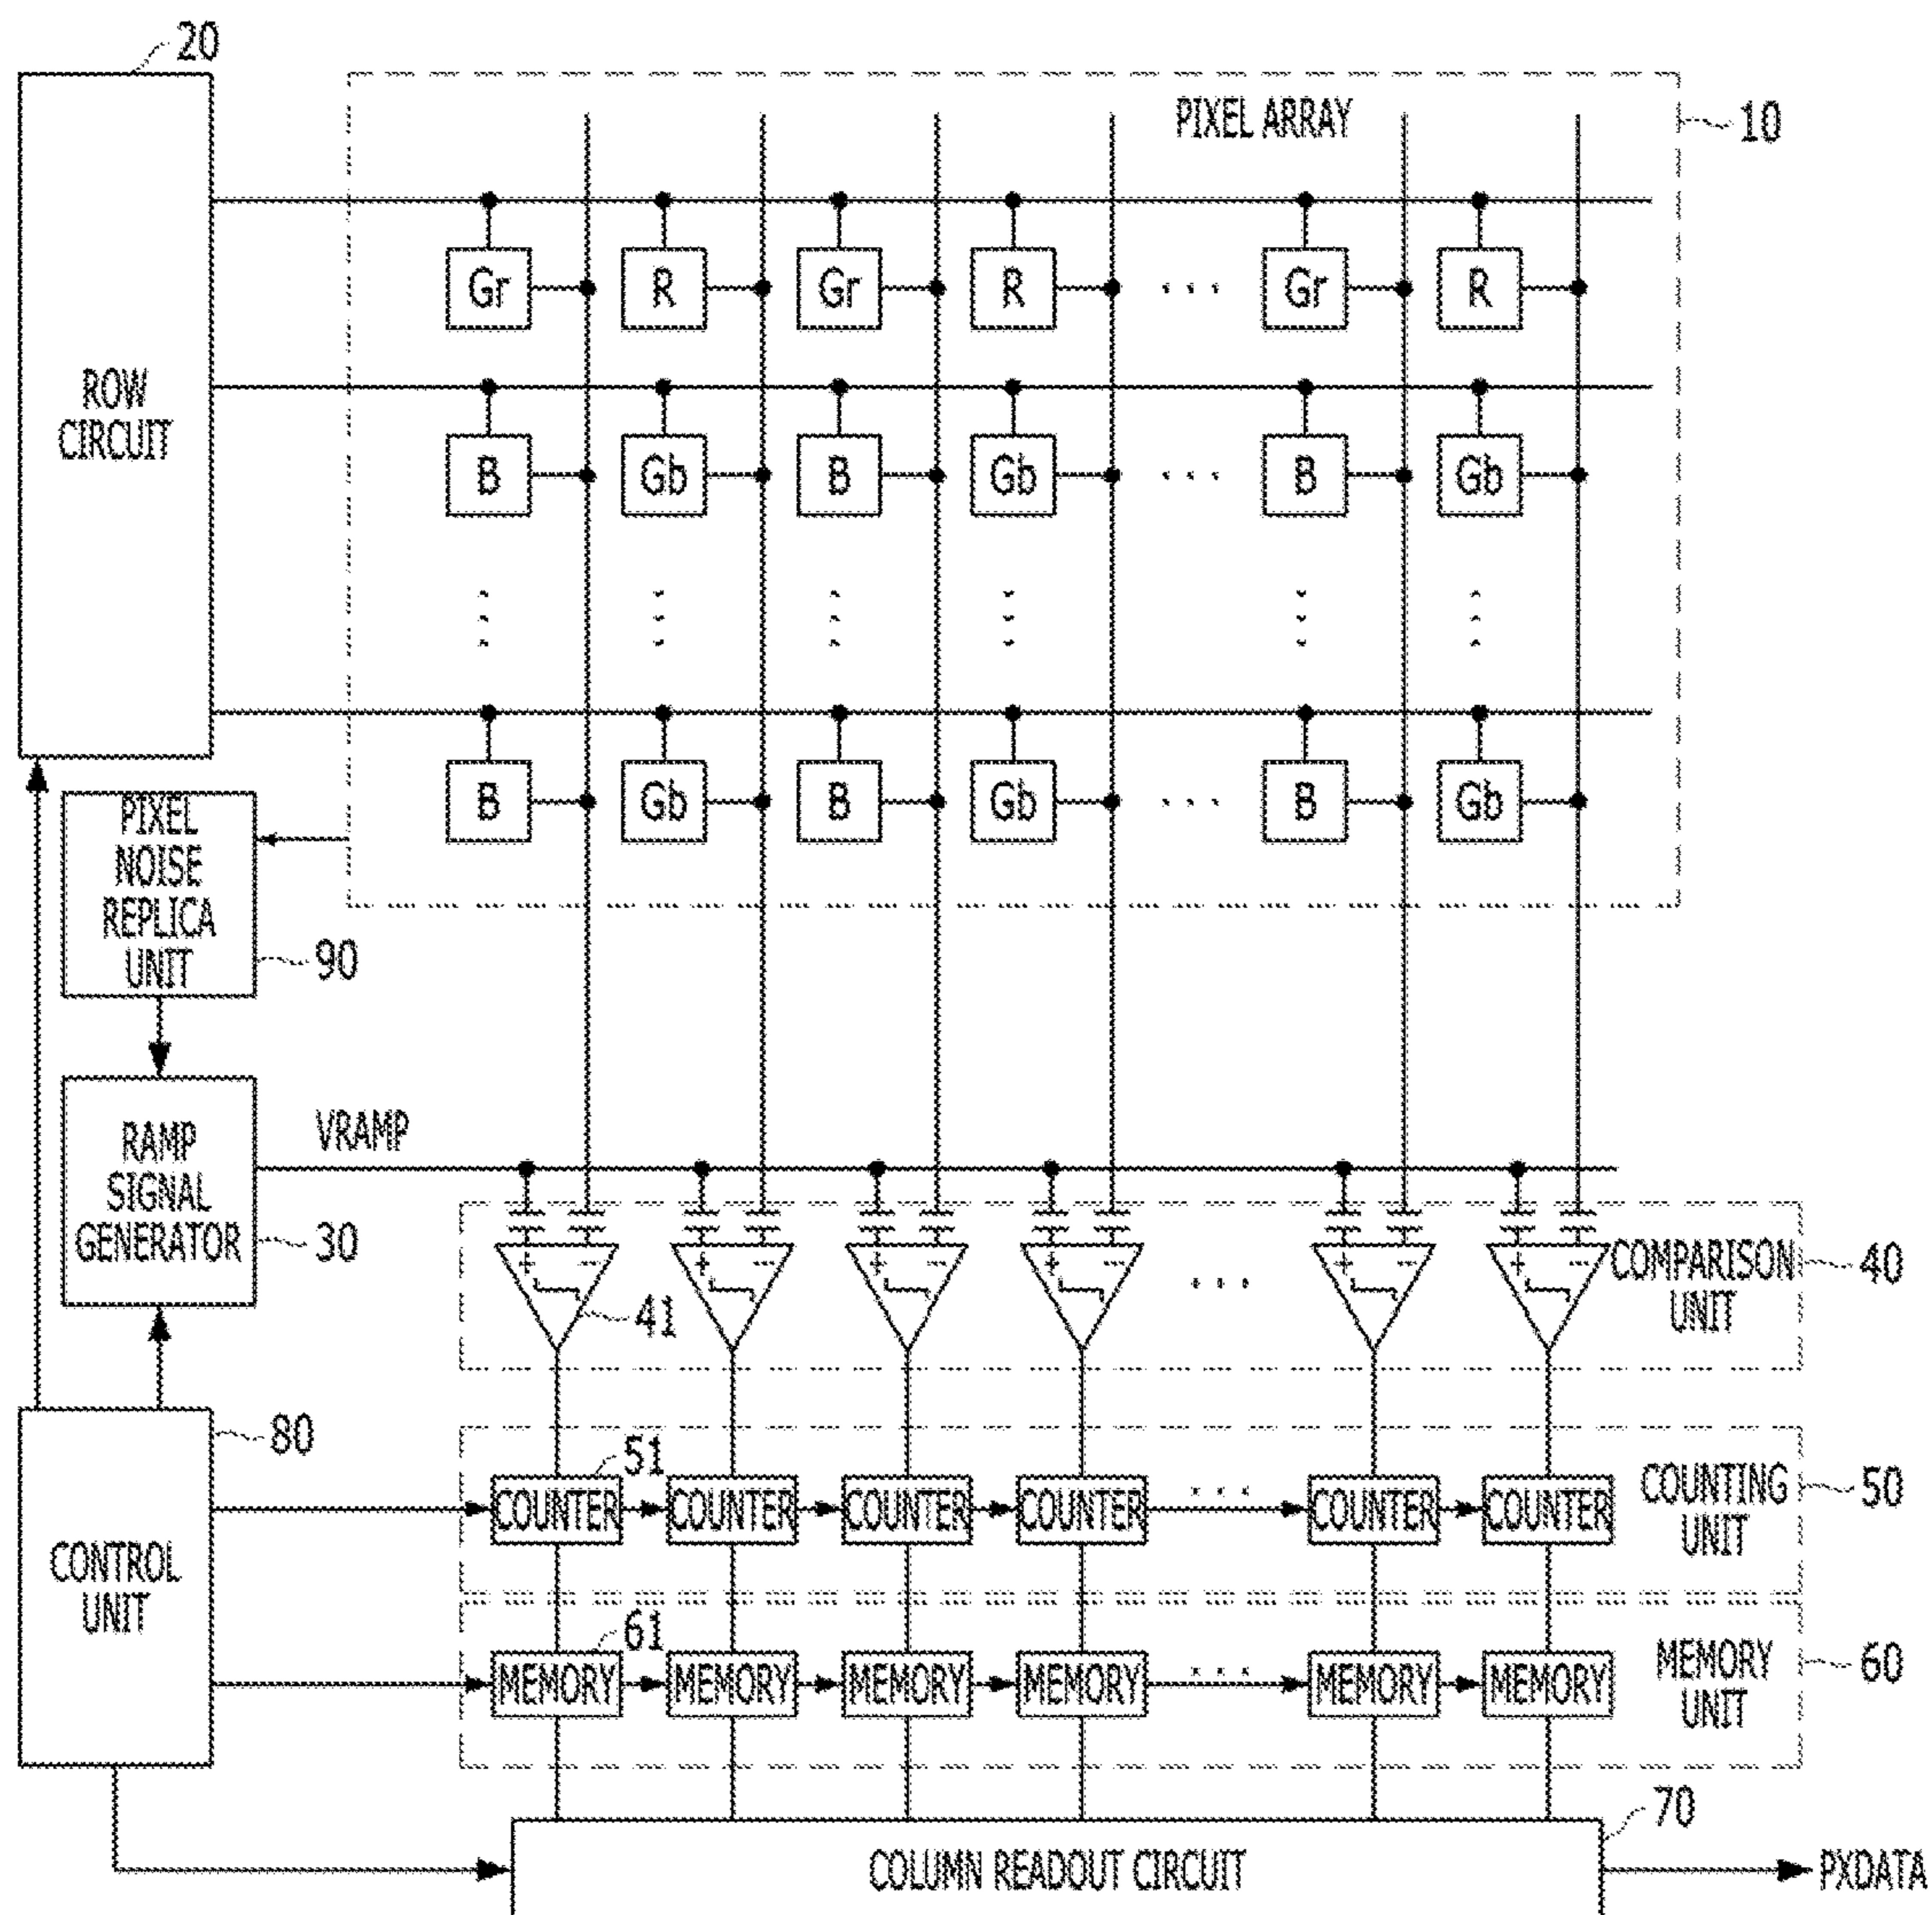 20
PIXEL ARRAY
10
Gr R Gr R ... Gr R
ROW
CIRCUIT
B Gb B Gb ... B Gb
B Gb B Gb ... B Gb
PIXEL
NOISE
REPLICA
UNIT
90
VRAMP
RAMP
SIGNAL
GENERATOR
30
+ − + − + − + − ... + − + −
COMPARISON
UNIT
40
41
80
51
COUNTER COUNTER COUNTER COUNTER ... COUNTER COUNTER
COUNTING
UNIT
50
CONTROL
UNIT
61
MEMORY MEMORY MEMORY MEMORY ... MEMORY MEMORY
MEMORY
UNIT
60
70
COLUMN READOUT CIRCUIT
PXDATA